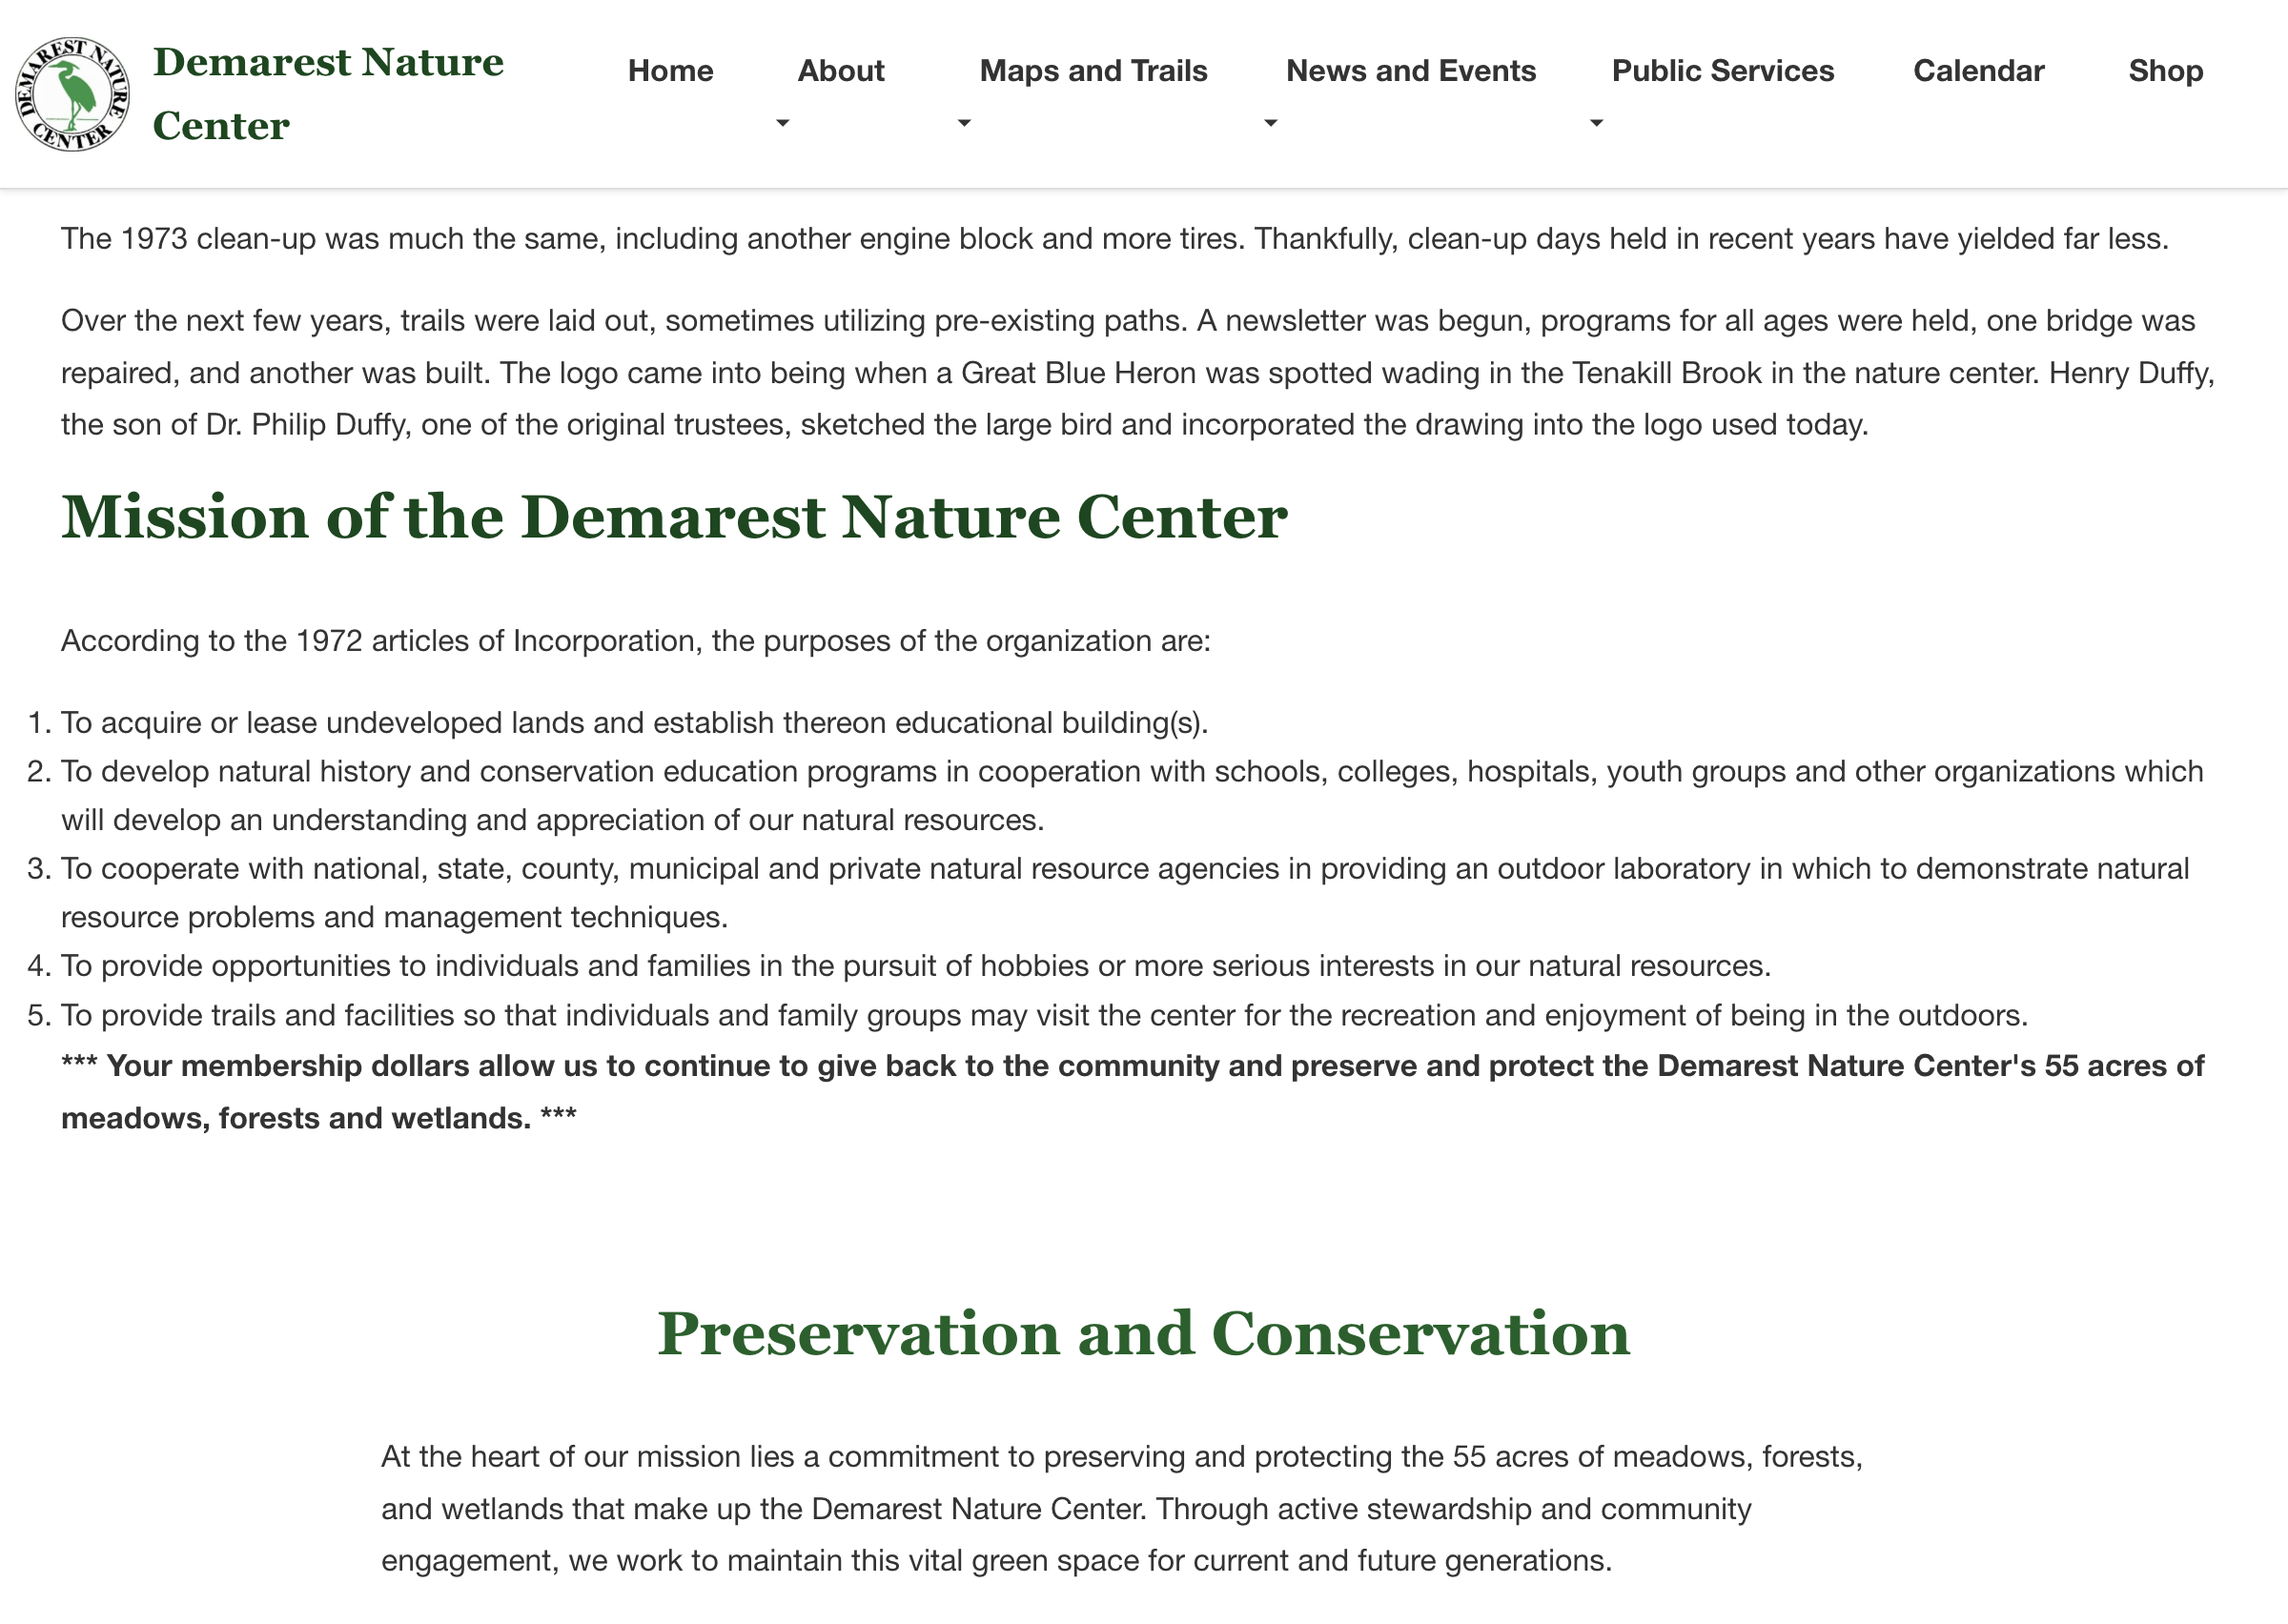 DEMAREST NATURE CENTER
Demarest Nature
Center
Home
About
Maps and Trails
News and Events
Public Services
Calendar
Shop
The 1973 clean-up was much the same, including another engine block and more tires. Thankfully, clean-up days held in recent years have yielded far less.
Over the next few years, trails were laid out, sometimes utilizing pre-existing paths. A newsletter was begun, programs for all ages were held, one bridge was
repaired, and another was built. The logo came into being when a Great Blue Heron was spotted wading in the Tenakill Brook in the nature center. Henry Duffy,
the son of Dr. Philip Duffy, one of the original trustees, sketched the large bird and incorporated the drawing into the logo used today.
Mission of the Demarest Nature Center
According to the 1972 articles of Incorporation, the purposes of the organization are:
1. To acquire or lease undeveloped lands and establish thereon educational building(s).
2. To develop natural history and conservation education programs in cooperation with schools, colleges, hospitals, youth groups and other organizations which
will develop an understanding and appreciation of our natural resources.
3. To cooperate with national, state, county, municipal and private natural resource agencies in providing an outdoor laboratory in which to demonstrate natural
resource problems and management techniques.
4. To provide opportunities to individuals and families in the pursuit of hobbies or more serious interests in our natural resources.
5. To provide trails and facilities so that individuals and family groups may visit the center for the recreation and enjoyment of being in the outdoors.
*** Your membership dollars allow us to continue to give back to the community and preserve and protect the Demarest Nature Center's 55 acres of
meadows, forests and wetlands. ***
Preservation and Conservation
At the heart of our mission lies a commitment to preserving and protecting the 55 acres of meadows, forests,
and wetlands that make up the Demarest Nature Center. Through active stewardship and community
engagement, we work to maintain this vital green space for current and future generations.